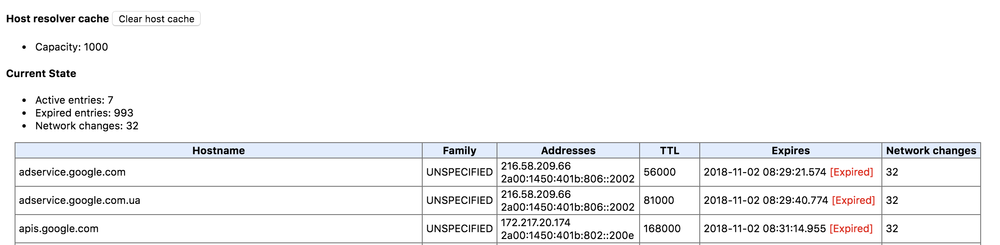 Host resolver cache Clear host cache
• Capacity: 1000
Current State
• Active entries: 7
• Expired entries: 993
• Network changes: 32
Hostname Family Addresses TTL Expires Network changes
adservice.google.com UNSPECIFIED 216.58.209.66 56000 2018-11-02 08:29:21.574 [Expired] 32
2a00:1450:401b:806::2002
adservice.google.com.ua UNSPECIFIED 216.58.209.66 81000 2018-11-02 08:29:40.774 [Expired] 32
2a00:1450:401b:806::2002
apis.google.com UNSPECIFIED 172.217.20.174 168000 2018-11-02 08:31:14.955 [Expired] 32
2a00:1450:401b:802::200e